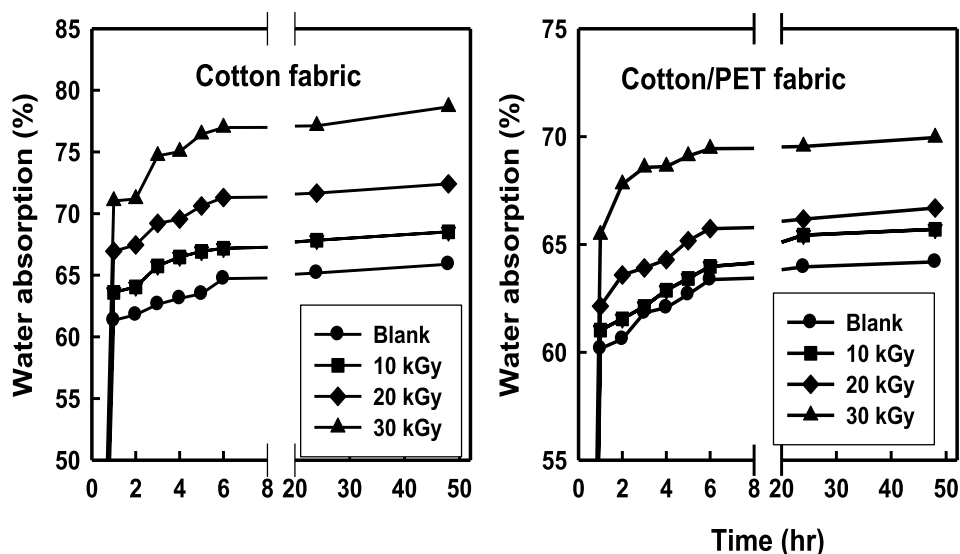 Water absorption (%)
85
80
75
70
65
60
55
50
Cotton fabric
Blank
10 kGy
20 kGy
30 kGy
0 2 4 6 8 20 30 40 50
Water absorption (%)
75
70
65
60
55
Cotton/PET fabric
Blank
10 kGy
20 kGy
30 kGy
0 2 4 6 8 20 30 40 50
Time (hr)